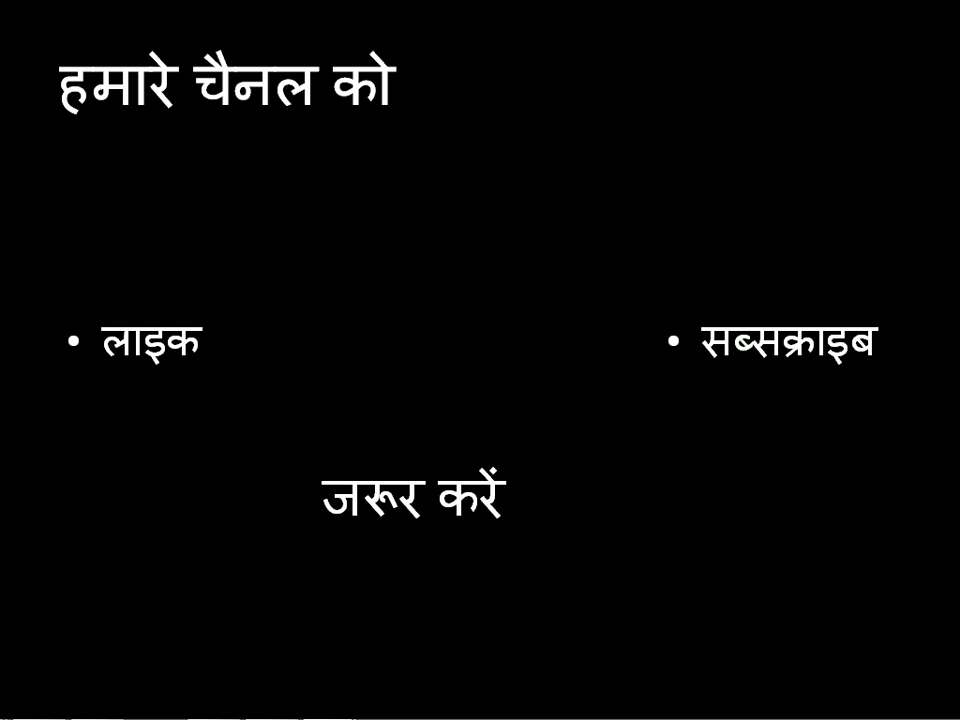 हमारे चैनल को
• लाइक
• सब्सक्राइब
जरूर करें